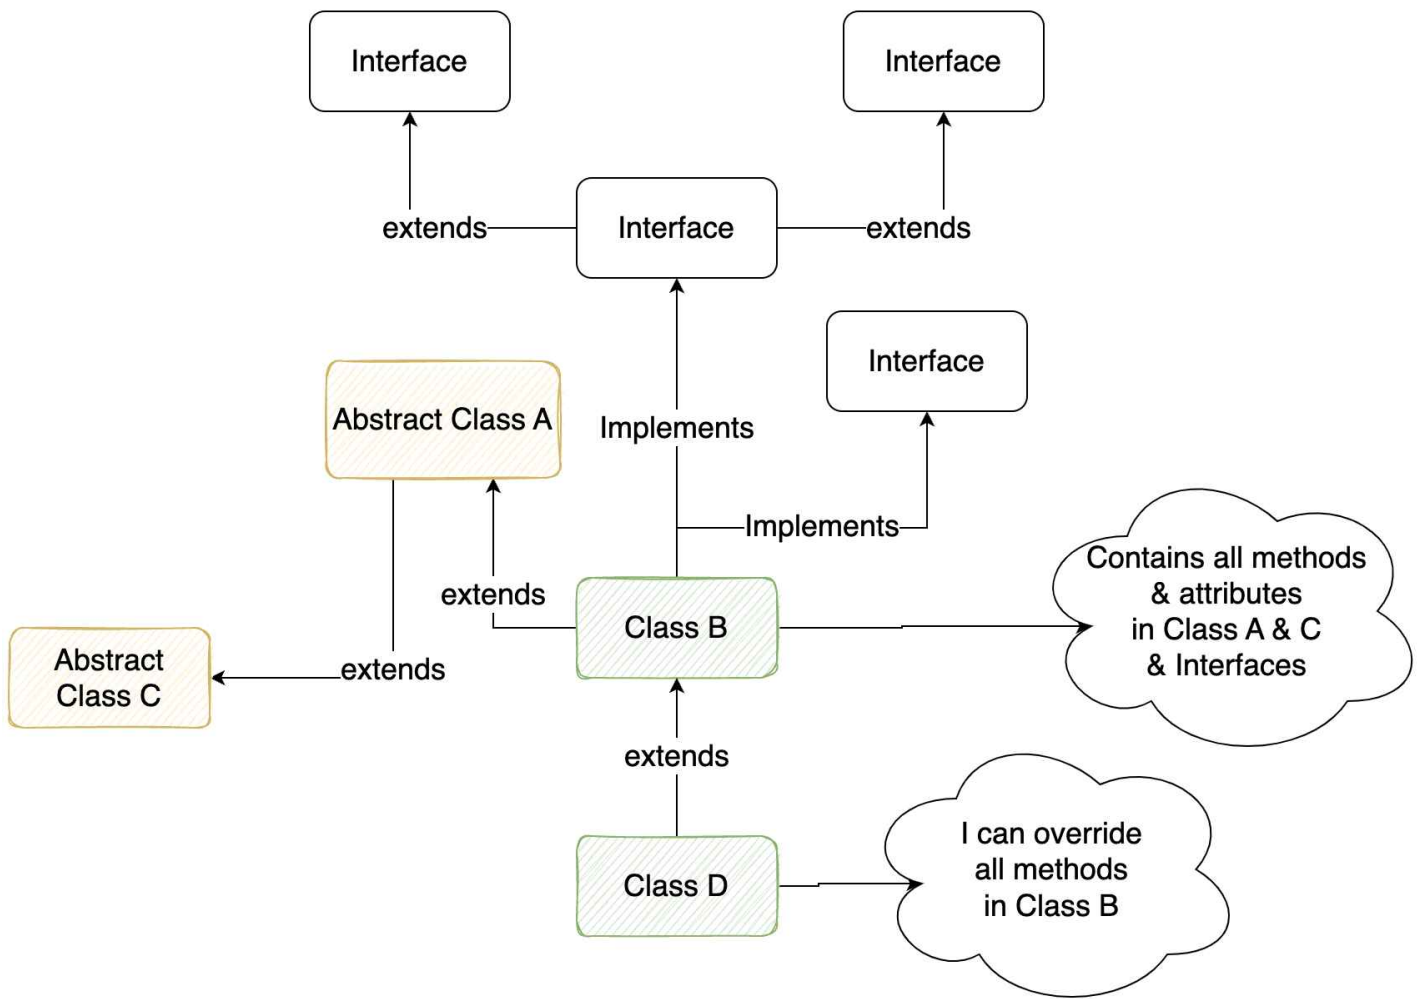 Interface
Interface
extends
Interface
extends
Interface
Abstract Class A
Implements
Implements
Contains all methods
& attributes
in Class A & C
& Interfaces
extends
Class B
Abstract
Class C
extends
extends
I can override
all methods
in Class B
Class D